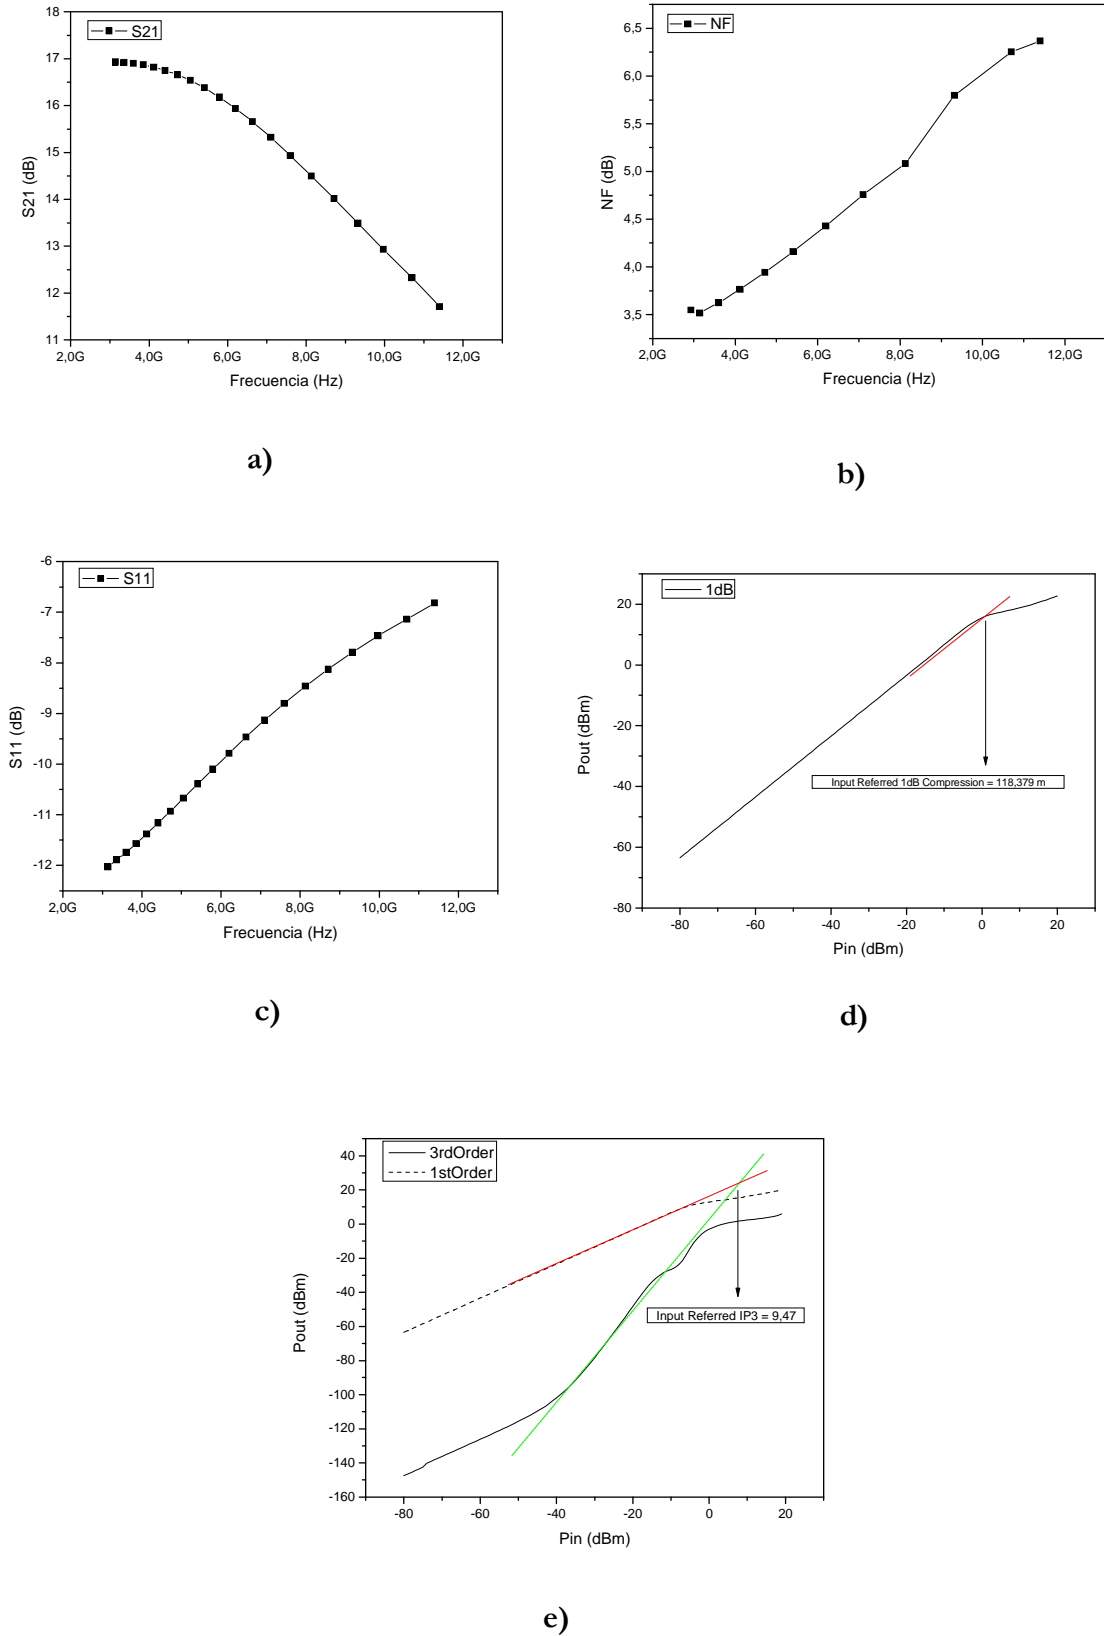 S21
18
17
16
15
14
13
12
11
S21 (dB)
2,0G 4,0G 6,0G 8,0G 10,0G 12,0G
Frecuencia (Hz)
a)
NF
6,5
6,0
5,5
5,0
4,5
4,0
3,5
NF (dB)
2,0G 4,0G 6,0G 8,0G 10,0G 12,0G
Frecuencia (Hz)
b)
S11
-6
-7
-8
-9
-10
-11
-12
S11 (dB)
2,0G 4,0G 6,0G 8,0G 10,0G 12,0G
Frecuencia (Hz)
c)
1dB
20
0
-20
-40
-60
-80
Pout (dBm)
Input Referred 1dB Compression = 118,379 m
-80 -60 -40 -20 0 20
Pin (dBm)
d)
3rdOrder
1stOrder
40
20
0
-20
-40
-60
-80
-100
-120
-140
-160
Pout (dBm)
Input Referred IP3 = 9,47
-80 -60 -40 -20 0 20
Pin (dBm)
e)